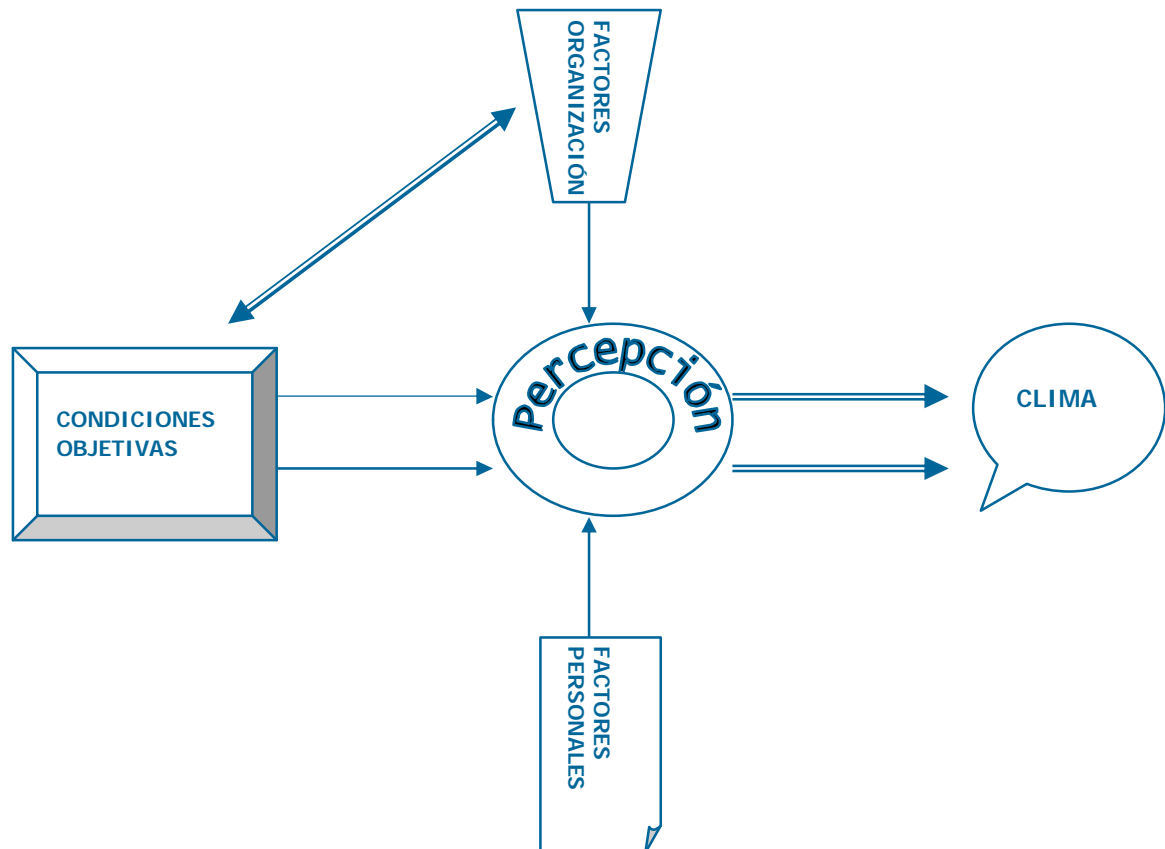 FACTORES
ORGANIZACIÓN
Percepción
CONDICIONES
OBJETIVAS
CLIMA
FACTORES
PERSONALES